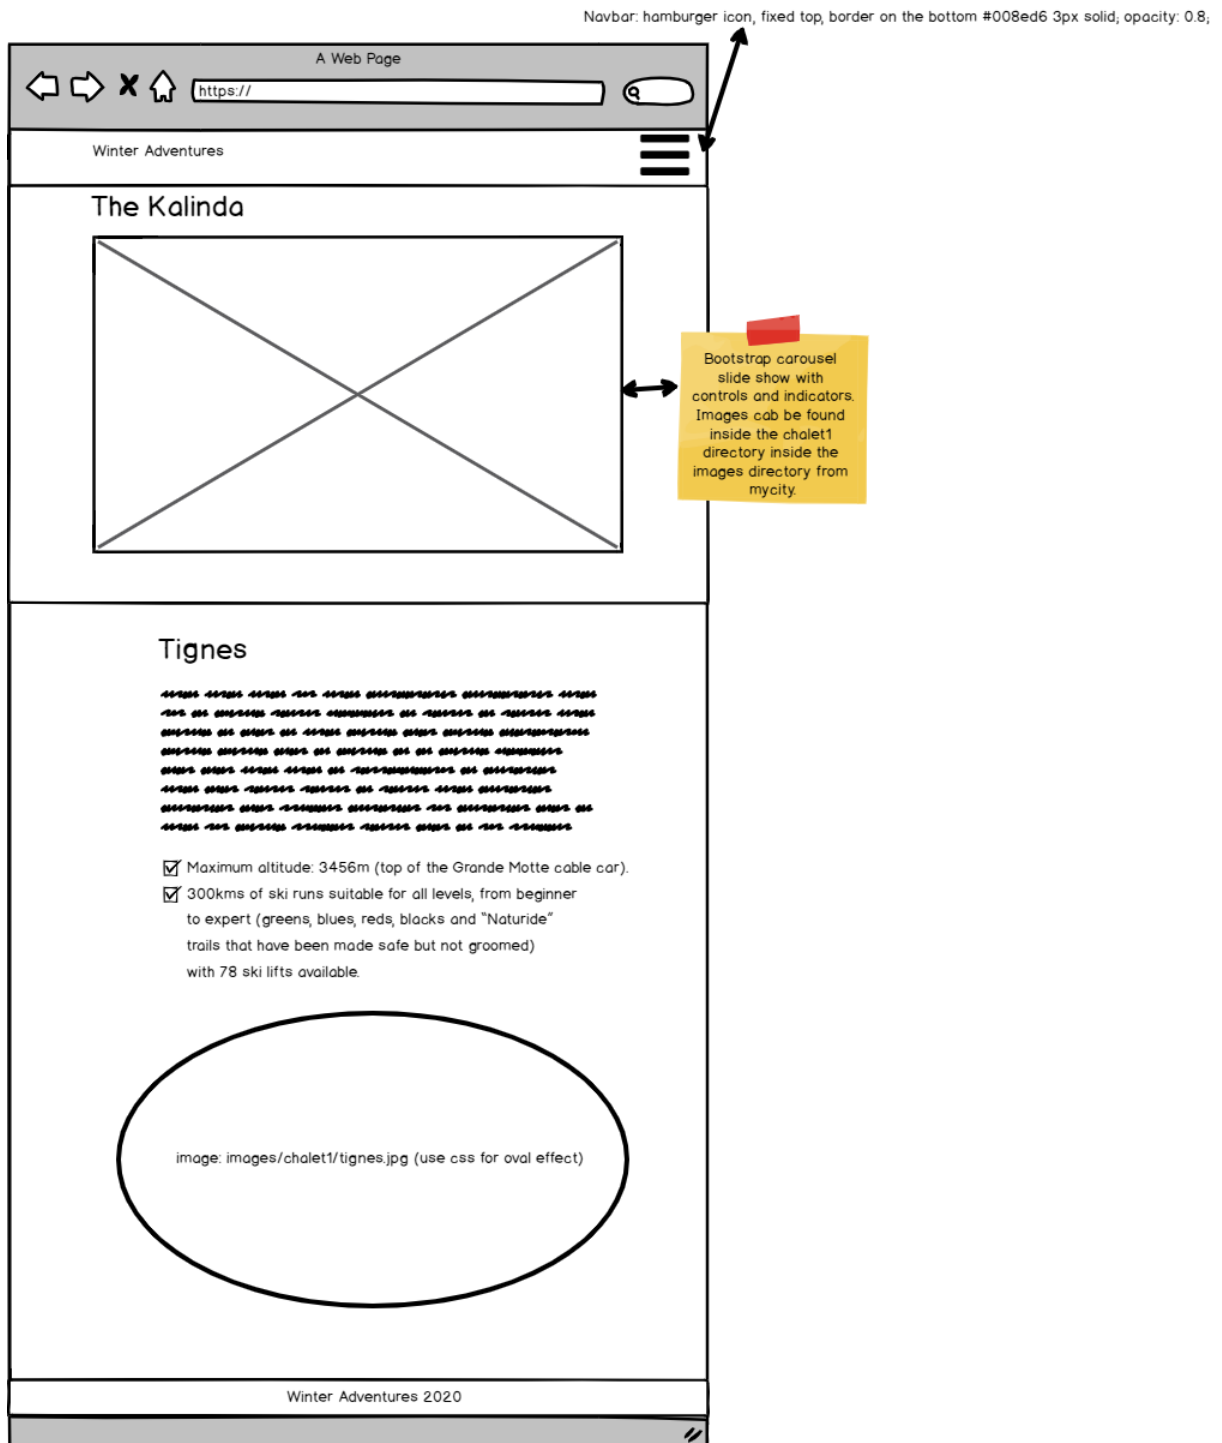 Navbar: hamburger icon, fixed top, border on the bottom #008ed6 3px solid; opacity: 0.8;
A Web Page
https://
Winter Adventures
The Kalinda
Bootstrap carousel
slide show with
controls and indicators.
Images cab be found
inside the chalet1
directory inside the
images directory from
mycity.
Tignes
Maximum altitude: 3456m (top of the Grande Motte cable car).
300kms of ski runs suitable for all levels, from beginner
to expert (greens, blues, reds, blacks and "Naturide"
trails that have been made safe but not groomed)
with 78 ski lifts available.
image: images/chalet1/tignes.jpg (use css for oval effect)
Winter Adventures 2020